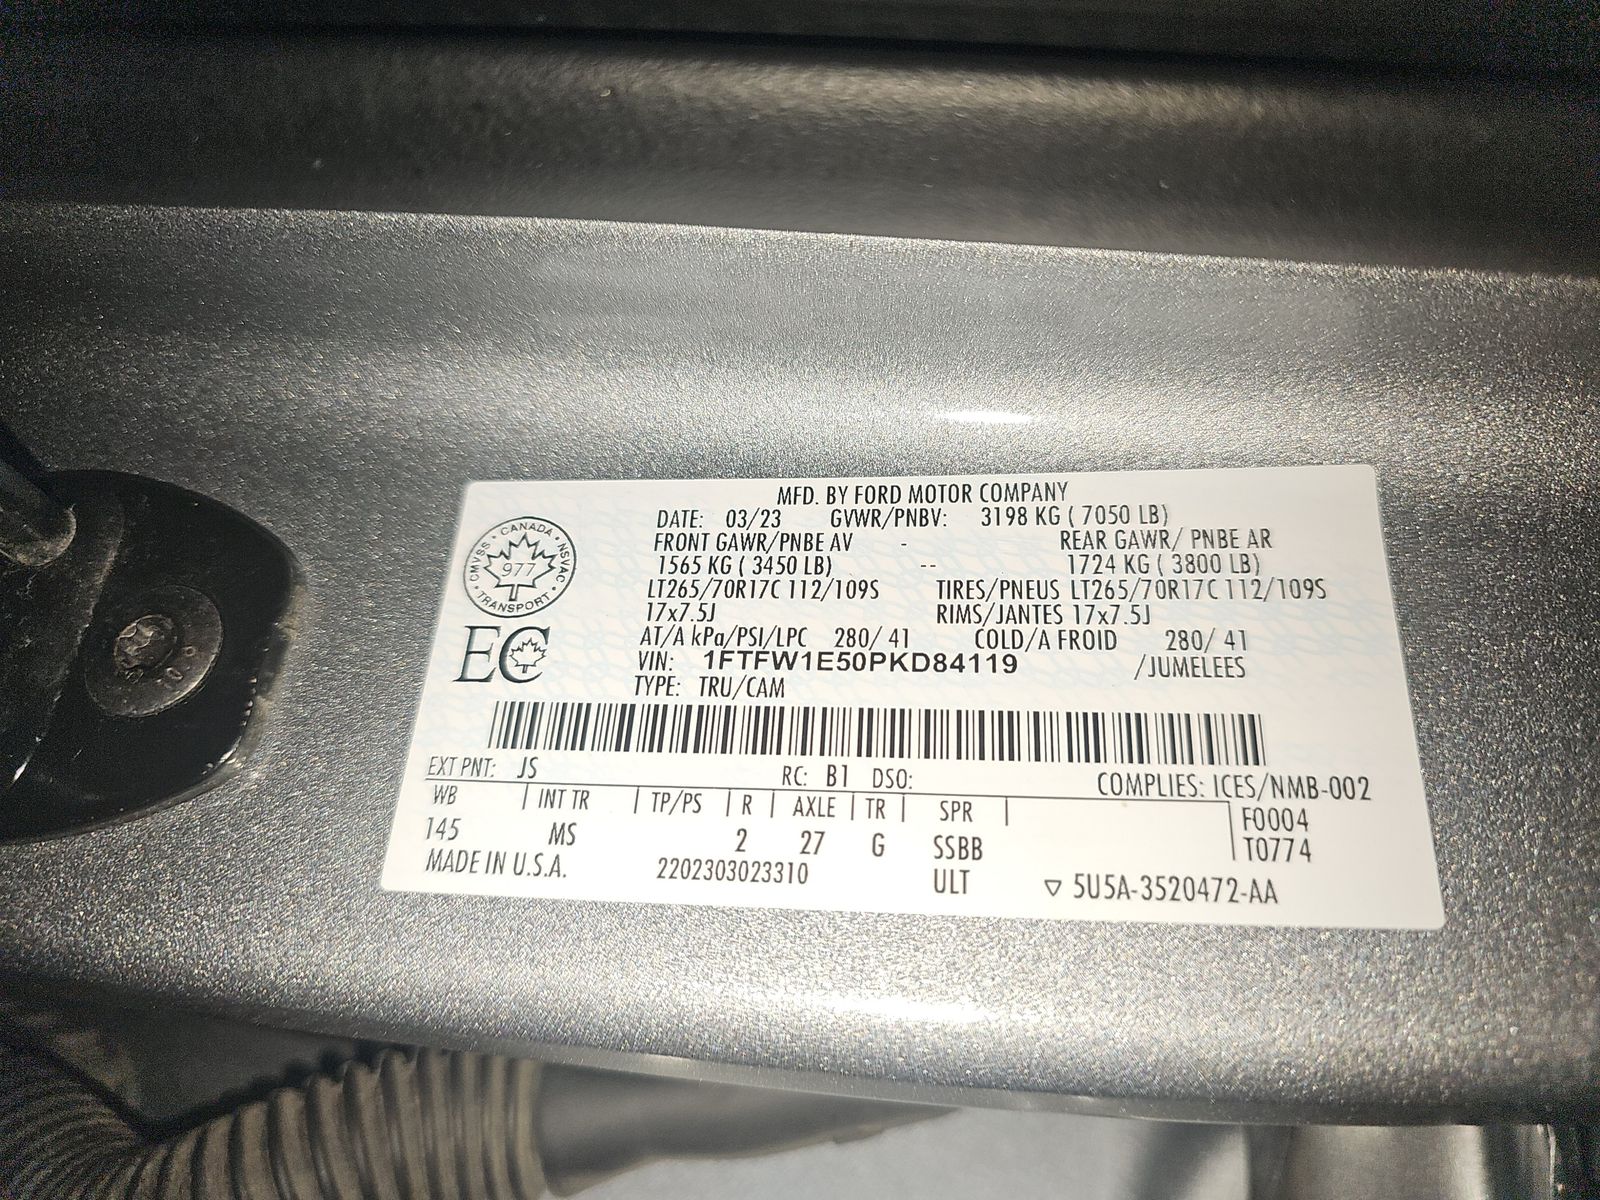 MFD. BY FORD MOTOR COMPANY
DATE: 03/23 GVWR/PNBV: 3198 KG ( 7050 LB)
FRONT GAWR/PNBE AV - REAR GAWR/ PNBE AR
1565 KG ( 3450 LB) -- 1724 KG ( 3800 LB)
LT265/70R17C 112/109S TIRES/PNEUS LT265/70R17C 112/109S
17x7.5J RIMS/JANTES 17x7.5J
AT/A kPa/PSI/LPC 280/ 41 COLD/A FROID 280/ 41
VIN: 1FTFW1E50PKD84119 /JUMELEES
TYPE: TRU/CAM
CANADA
CMVSS · NSVAC
977
TRANSPORT
EC
EXT PNT: JS RC: B1 DSO: COMPLIES: ICES/NMB-002
WB | INT TR | TP/PS | R | AXLE | TR | SPR | F0004
145 MS 2 27 G SSBB T0774
MADE IN U.S.A. 2202303023310 ULT ▽ 5U5A-3520472-AA
10.9